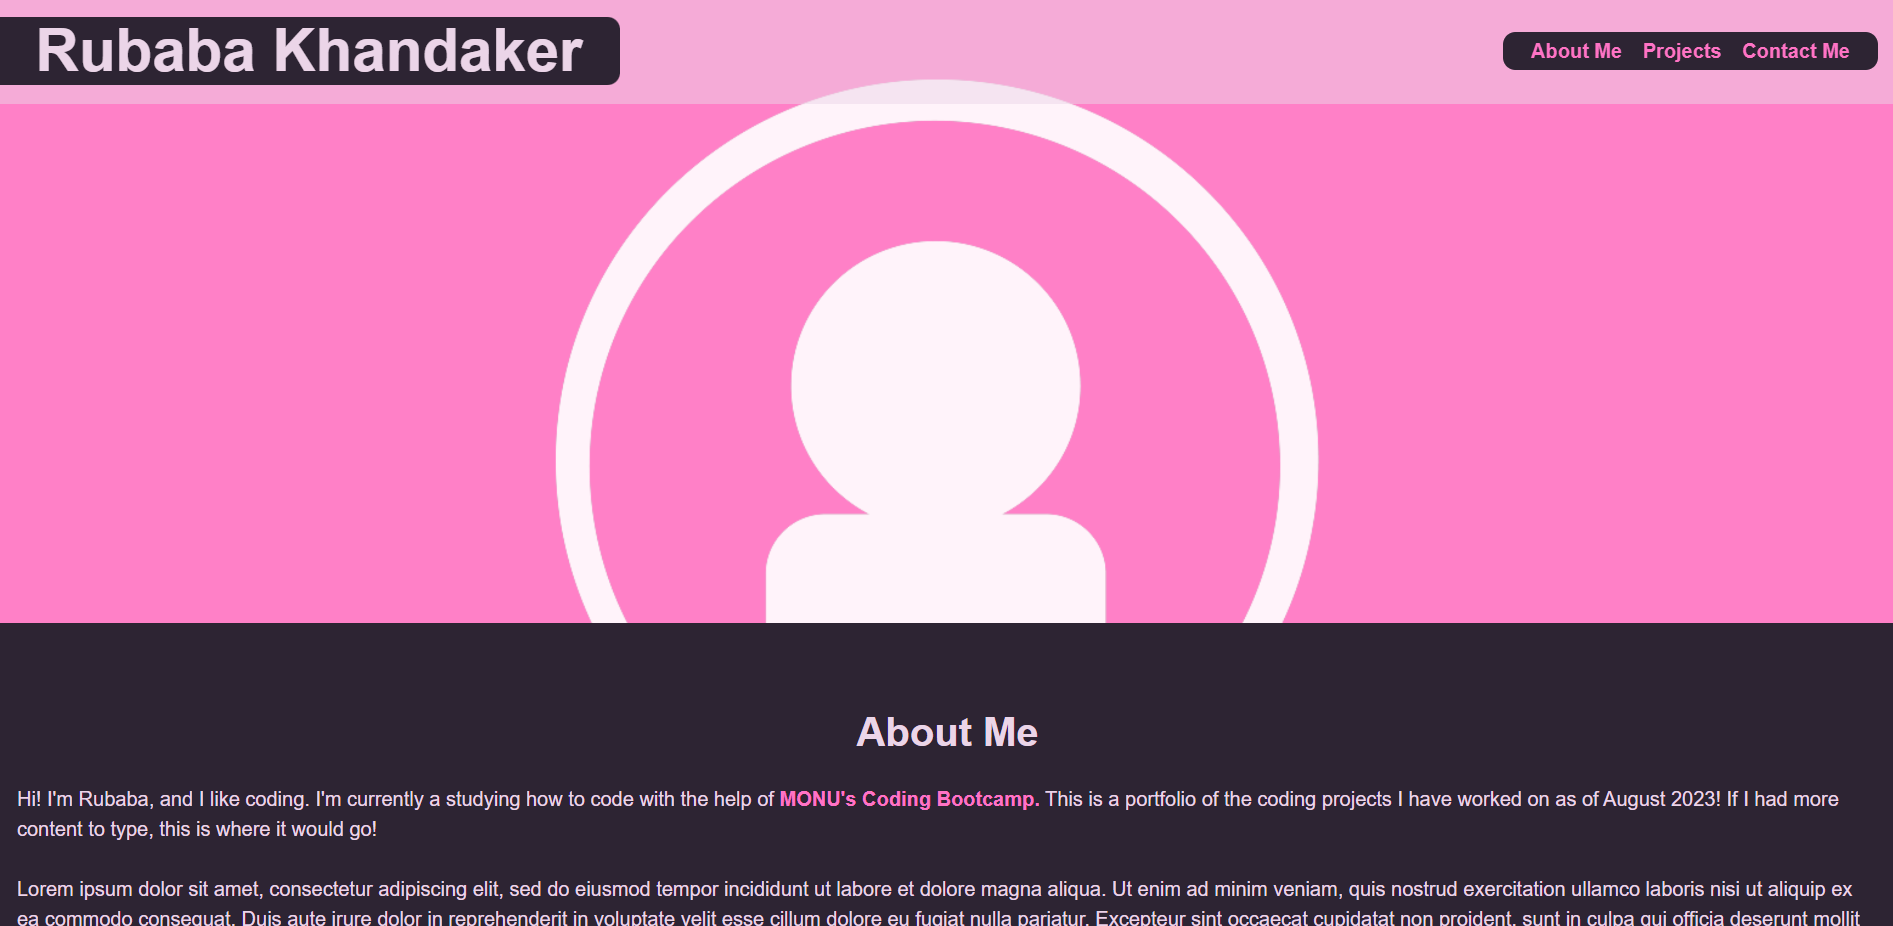 Rubaba Khandaker
About Me Projects Contact Me
About Me
Hi! I'm Rubaba, and I like coding. I'm currently a studying how to code with the help of MONU's Coding Bootcamp. This is a portfolio of the coding projects I have worked on as of August 2023! If I had more
content to type, this is where it would go!
Lorem ipsum dolor sit amet, consectetur adipiscing elit, sed do eiusmod tempor incididunt ut labore et dolore magna aliqua. Ut enim ad minim veniam, quis nostrud exercitation ullamco laboris nisi ut aliquip ex
ea commodo consequat. Duis aute irure dolor in reprehenderit in voluptate velit esse cillum dolore eu fugiat nulla pariatur. Excepteur sint occaecat cupidatat non proident, sunt in culpa qui officia deserunt mollit